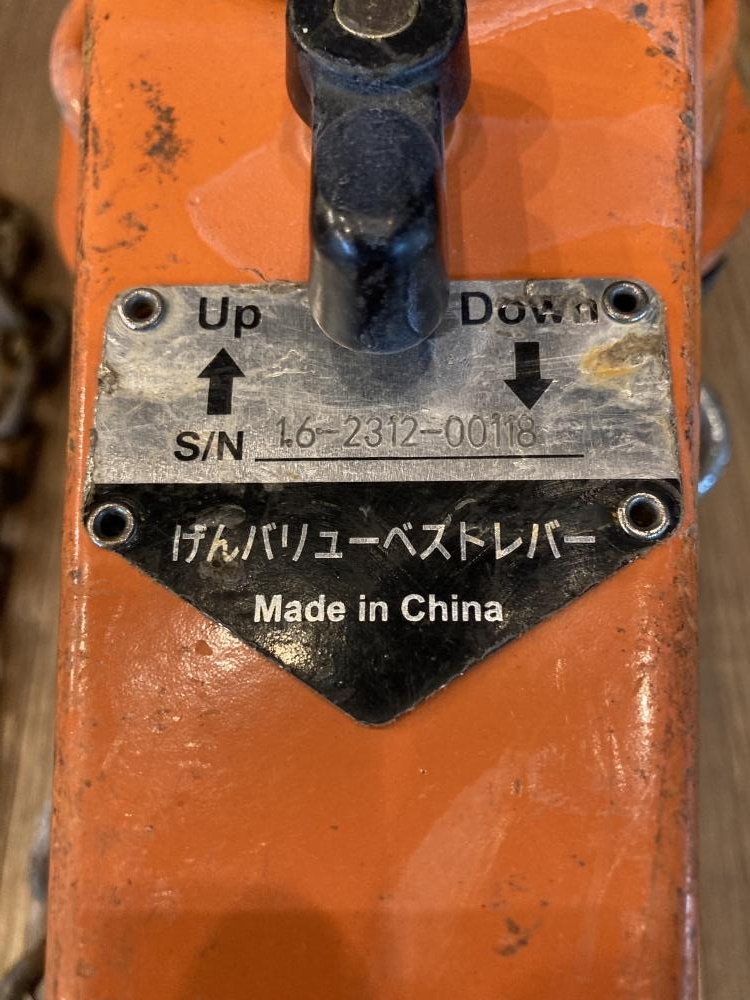 Up Down
S/N 1.6-2312-00118
げんバリューベストレバー
Made in China